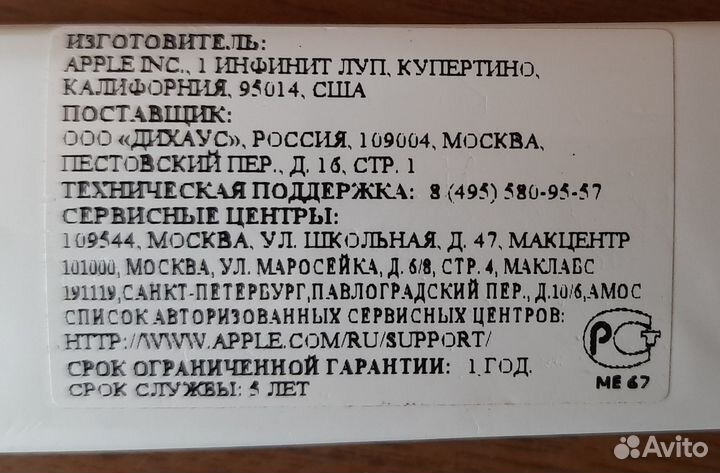 ИЗГОТОВИТЕЛЬ:
APPLE INC., 1 ИНФИНИТ ЛУП, КУПЕРТИНО,
КАЛИФОРНИЯ, 95014, США
ПОСТАВЩИК:
ООО «ДИХАУС», РОССИЯ, 109004, МОСКВА,
ПЕСТОВСКИЙ ПЕР., Д. 16, СТР. 1
ТЕХНИЧЕСКАЯ ПОДДЕРЖКА: 8 (495) 580-95-57
СЕРВИСНЫЕ ЦЕНТРЫ:
109544, МОСКВА, УЛ. ШКОЛЬНАЯ, Д. 47, МАКЦЕНТР
101000, МОСКВА, УЛ. МАРОСЕЙКА, Д. 6/8, СТР. 4, МАКЛАБС
191119,САНКТ-ПЕТЕРБУРГ,ПАВЛОГРАДСКИЙ ПЕР., Д.10/6,АМОС
СПИСОК АВТОРИЗОВАННЫХ СЕРВИСНЫХ ЦЕНТРОВ:
HTTP://WWW.APPLE.COM/RU/SUPPORT/
СРОК ОГРАНИЧЕННОЙ ГАРАНТИИ: 1 ГОД.
СРОК СЛУЖБЫ: 5 ЛЕТ
РСТ
МЕ 67
Avito